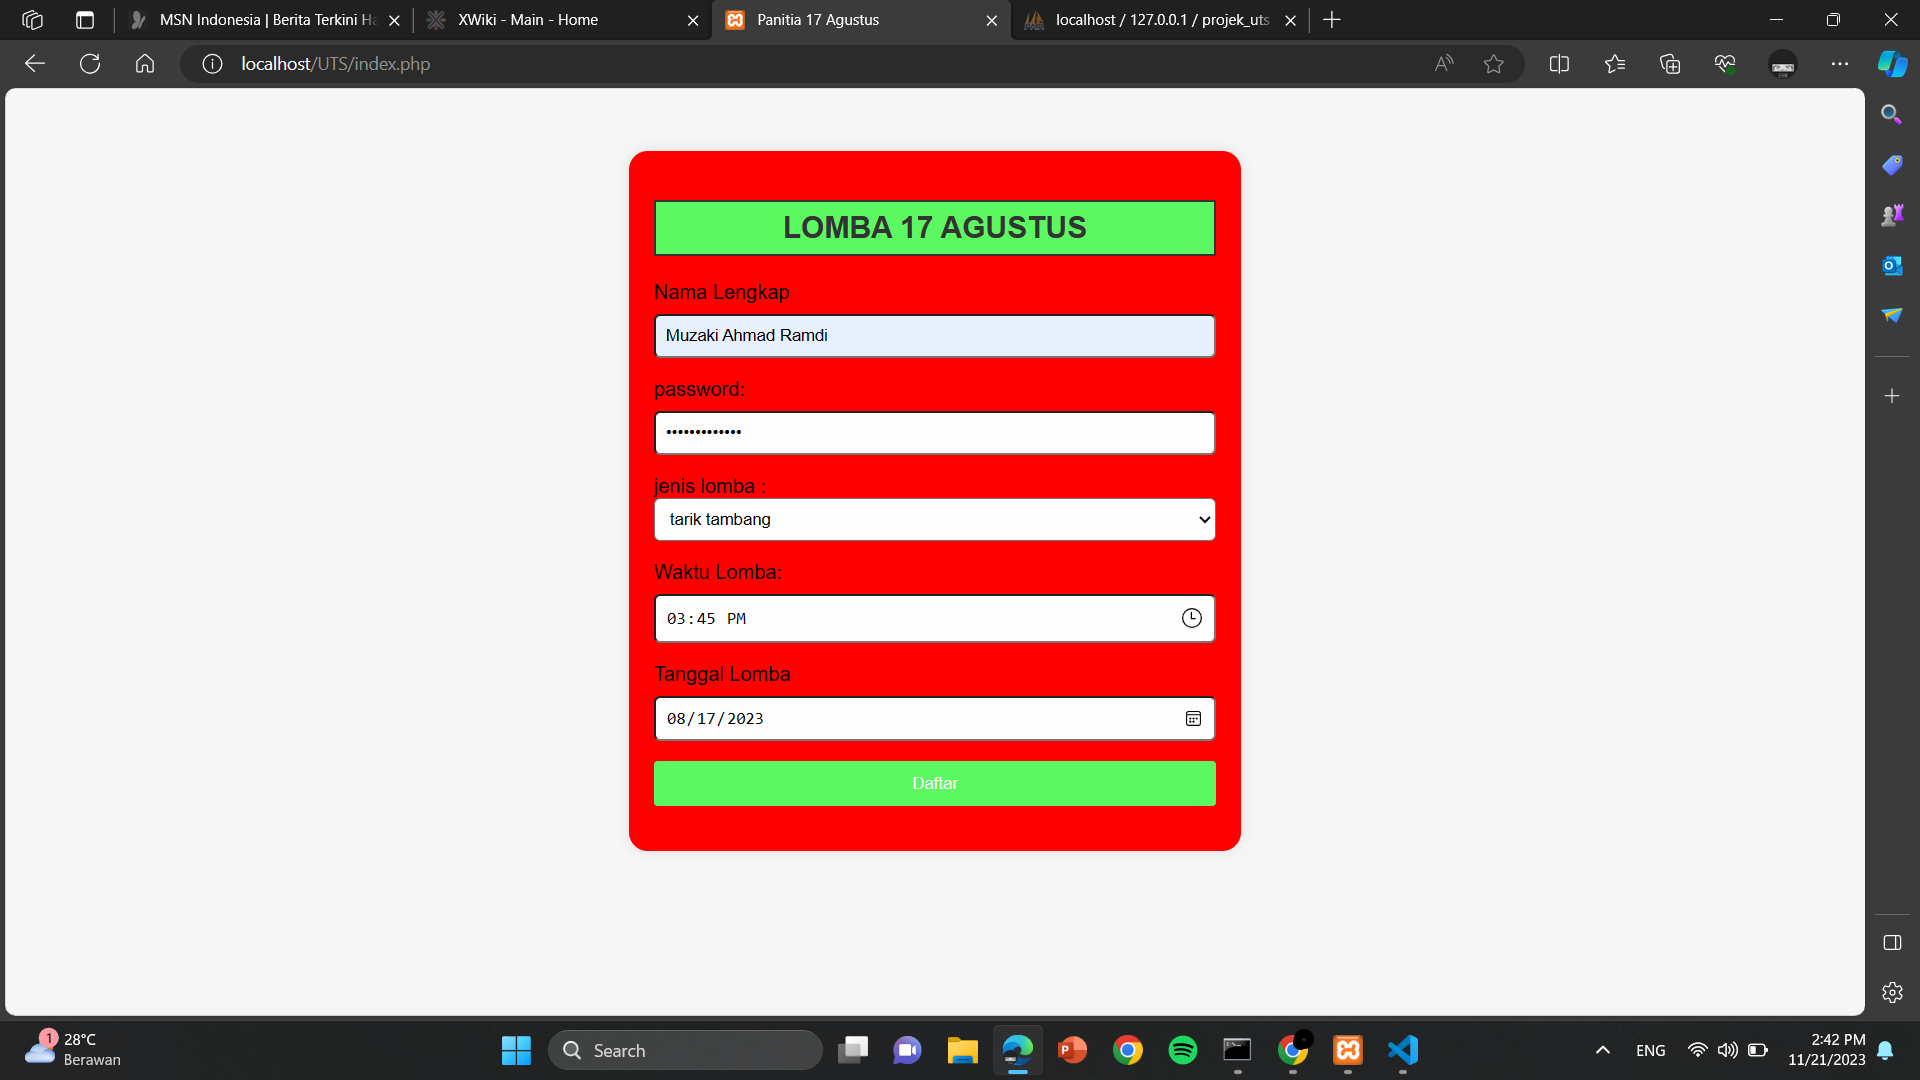 MSN Indonesia | Berita Terkini Ha
XWiki - Main - Home
Panitia 17 Agustus
localhost / 127.0.0.1 / projek_uts
localhost/UTS/index.php
LOMBA 17 AGUSTUS
Nama Lengkap
Muzaki Ahmad Ramdi
password:
•••••••••••••
jenis lomba :
tarik tambang
Waktu Lomba:
03:45 PM
Tanggal Lomba
08/17/2023
Daftar
1
28°C
Berawan
Search
ENG
2:42 PM
11/21/2023